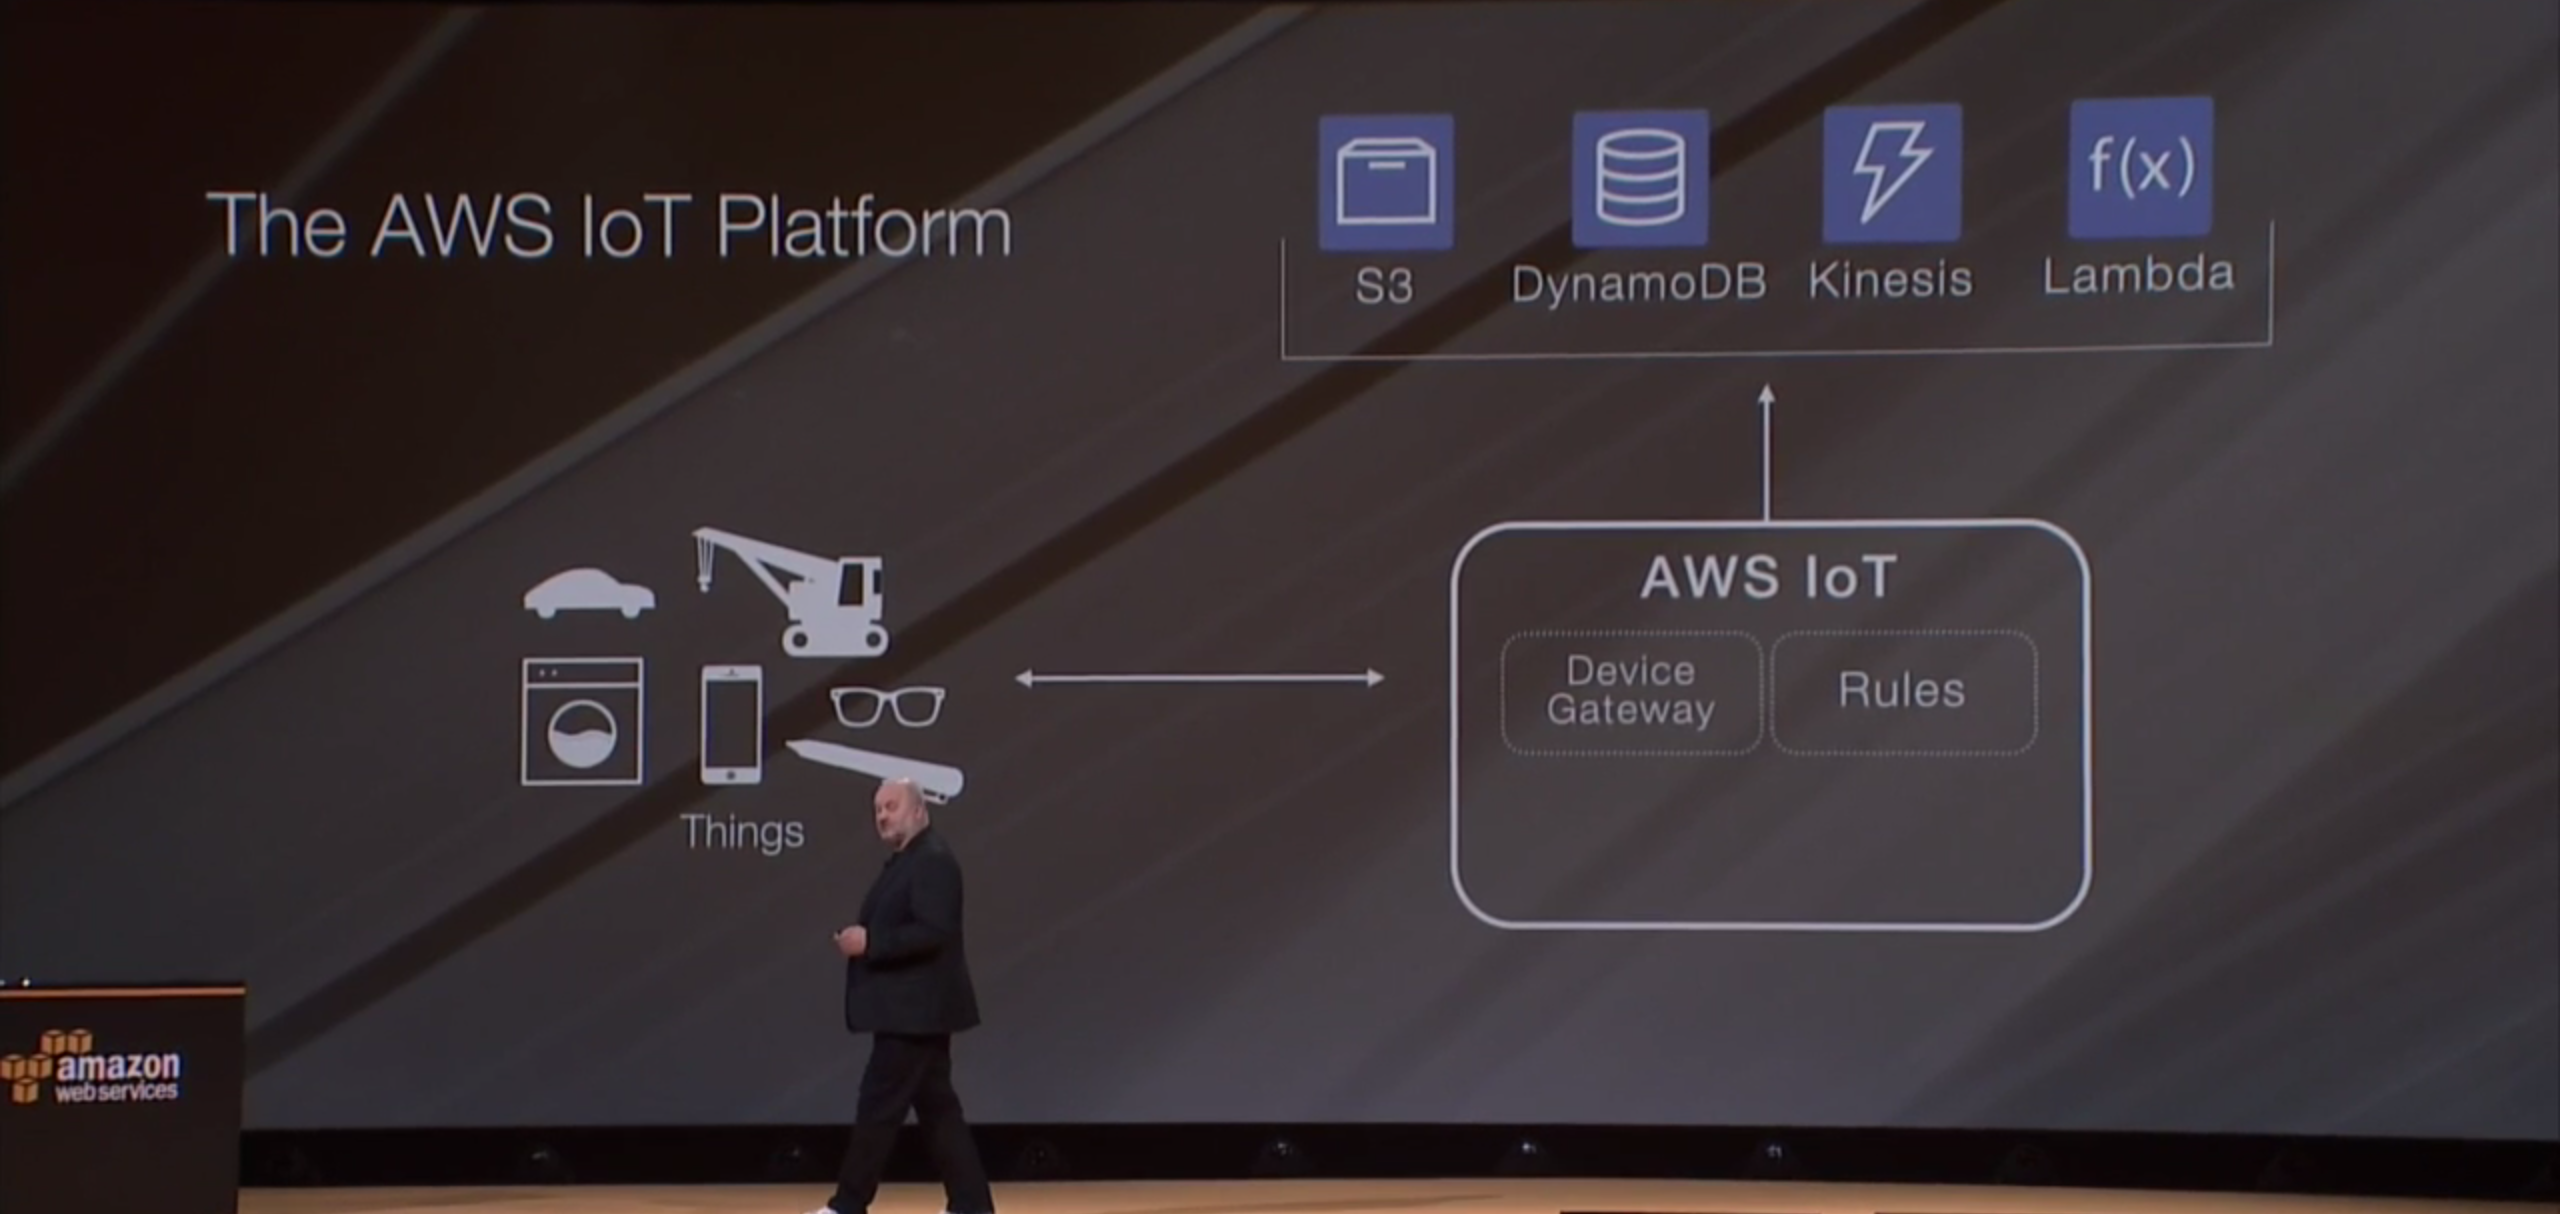 The AWS IoT Platform
S3
DynamoDB
Kinesis
f(x)
Lambda
AWS IoT
Device
Gateway
Rules
Things
amazon
web services